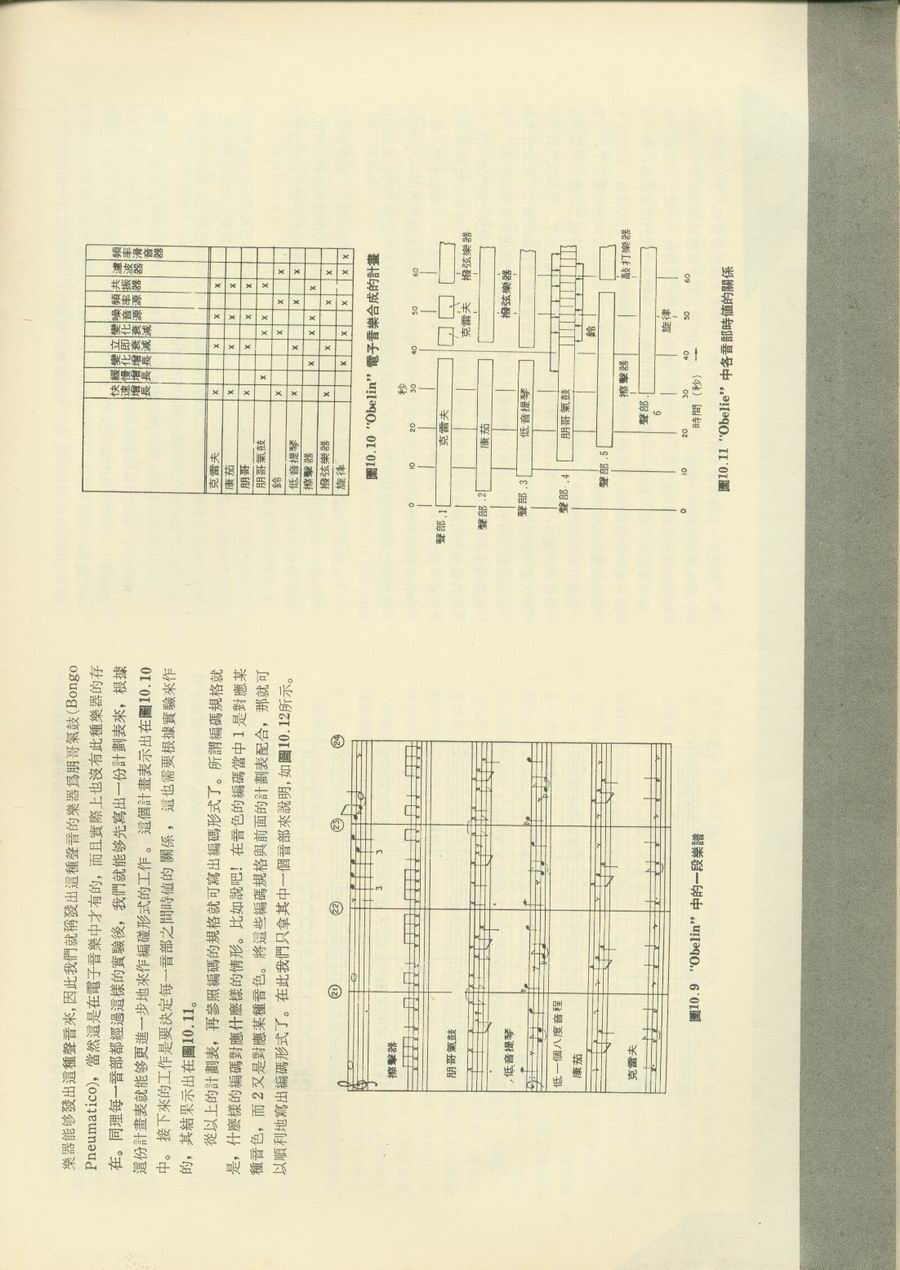 樂器能够發出這種聲音來,因此我們就稱發出這種聲音的樂器爲朋哥氣鼓(Bongo
Pneumatico)，當然這是在電子音樂中才有的，而且實際上也沒有此種樂器的存
在。同理每一音部都經過這樣的實驗後，我們就能够先寫出一份計劃表來，根據
這份計畫表就能够更進一步地來作編碰形式的工作。這個計畫表示出在圖10.10
中。接下來的工作是要決定每一音部之間時値的關係，這也需要根據實驗來作
的，其結果示出在圖10.11。
從以上的計劃表，再參照編碼的規格就可寫出編碼形式了。所謂編碼規格就
是，什麼樣的編碼對應什麼樣的情形。比如說吧！在音色的編碼當中1是對應某
種音色，而2又是對應某種音色。將這些編碼規格與前面的計劃表配合，那就可
以順利地寫出編碼形式了。在此我們只拿其中一個音部來說明,如圖10.12所示。
21 22 23 24
3 3
擦擊器
朋哥氣鼓
低音提琴
低一個八度音程
康茄
克雷夫
圖10.9 "Obelin" 中的一段樂譜
快速增長
緩慢增長
變化增長
立即衰減
變化衰減
噪音源
頻率源
共振器
濾波器
頻率滑音器
克雷夫 x x x x
康茄 x x x x
朋哥 x x x x
朋哥氣鼓 x x x
鈴 x x x x
低音提琴 x x x x
擦擊器 x x x
撥弦樂器 x x x
旋律 x x x x x
圖10.10 "Obelin" 電子音樂合成的計畫
秒
0 10 20 30 40 50 60
聲部.1 克雷夫 克雷夫 撥弦樂器
聲部.2 康茄
聲部.3 低音提琴 撥弦樂器
聲部.4 朋哥氣鼓
聲部.5 鈴 敲打樂器
聲部.6 擦擊器 旋律
0 10 20 30 40 50 60
時間（秒）
圖10.11 "Obelie" 中各音部時値的關係